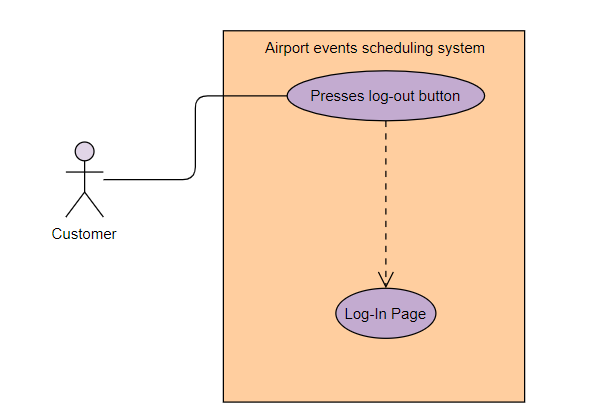 Airport events scheduling system
Presses log-out button
Customer
Log-In Page